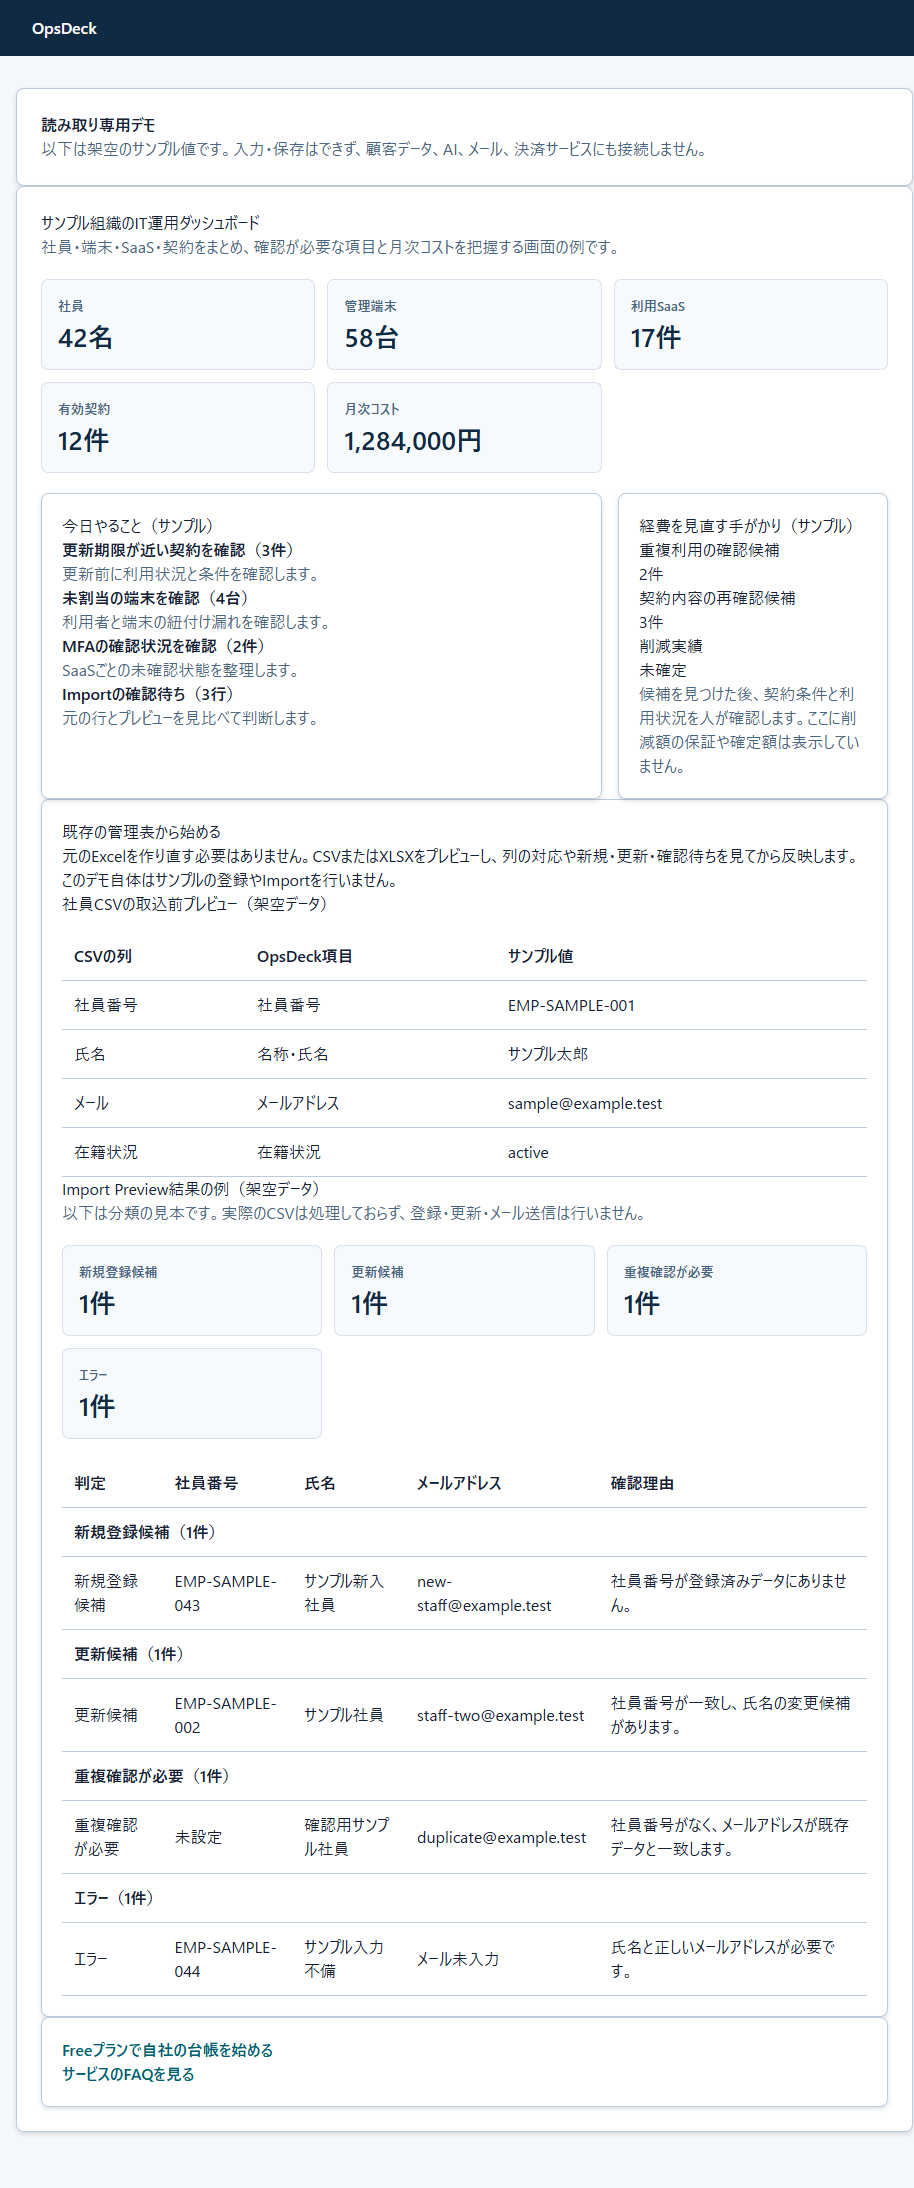 OpsDeck
読み取り専用デモ
以下は架空のサンプル値です。入力・保存はできず、顧客データ、AI、メール、決済サービスにも接続しません。
サンプル組織のIT運用ダッシュボード
社員・端末・SaaS・契約をまとめ、確認が必要な項目と月次コストを把握する画面の例です。
社員
42名
管理端末
58台
利用SaaS
17件
有効契約
12件
月次コスト
1,284,000円
今日やること（サンプル）
更新期限が近い契約を確認（3件）
更新前に利用状況と条件を確認します。
未割当の端末を確認（4台）
利用者と端末の紐付け漏れを確認します。
MFAの確認状況を確認（2件）
SaaSごとの未確認状態を整理します。
Importの確認待ち（3行）
元の行とプレビューを見比べて判断します。
経費を見直す手がかり（サンプル）
重複利用の確認候補
2件
契約内容の再確認候補
3件
削減実績
未確定
候補を見つけた後、契約条件と利
用状況を人が確認します。ここに削
減額の保証や確定額は表示してい
ません。
既存の管理表から始める
元のExcelを作り直す必要はありません。CSVまたはXLSXをプレビューし、列の対応や新規・更新・確認待ちを見てから反映します。
このデモ自体はサンプルの登録やImportを行いません。
社員CSVの取込前プレビュー（架空データ）
CSVの列 OpsDeck項目 サンプル値
社員番号 社員番号 EMP-SAMPLE-001
氏名 名称・氏名 サンプル太郎
メール メールアドレス sample@example.test
在籍状況 在籍状況 active
Import Preview結果の例（架空データ）
以下は分類の見本です。実際のCSVは処理しておらず、登録・更新・メール送信は行いません。
新規登録候補
1件
更新候補
1件
重複確認が必要
1件
エラー
1件
判定 社員番号 氏名 メールアドレス 確認理由
新規登録候補（1件）
新規登録
候補
EMP-SAMPLE-
043
サンプル新入
社員
new-
staff@example.test
社員番号が登録済みデータにありませ
ん。
更新候補（1件）
更新候補
EMP-SAMPLE-
002
サンプル社員
staff-two@example.test
社員番号が一致し、氏名の変更候補
があります。
重複確認が必要（1件）
重複確認
が必要
未設定
確認用サンプ
ル社員
duplicate@example.test
社員番号がなく、メールアドレスが既存
データと一致します。
エラー（1件）
エラー
EMP-SAMPLE-
044
サンプル入力
不備
メール未入力
氏名と正しいメールアドレスが必要で
す。
Freeプランで自社の台帳を始める
サービスのFAQを見る